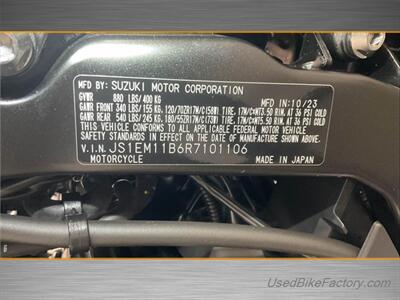 MFD. BY SUZUKI MOTOR CORPORATION
GVWR 880 LBS/400 KG MFD IN:10/23
GAWR FRONT 340 LBS/155 KG, 120/70ZR17M/C(58W) TIRE, 17M/C×MT3.50 RIM, AT 36 PSI COLD
GAWR REAR 540 LBS/245 KG, 180/55ZR17M/C(73W) TIRE, 17M/C×MT5.50 RIM, AT 36 PSI COLD
THIS VEHICLE CONFORMS TO ALL APPLICABLE FEDERAL MOTOR VEHICLE
SAFETY STANDARDS IN EFFECT ON THE DATE OF MANUFACTURE SHOWN ABOVE.
V.I.N. JS1EM11B6R7101106
MOTORCYCLE MADE IN JAPAN
UsedBikeFactory.com